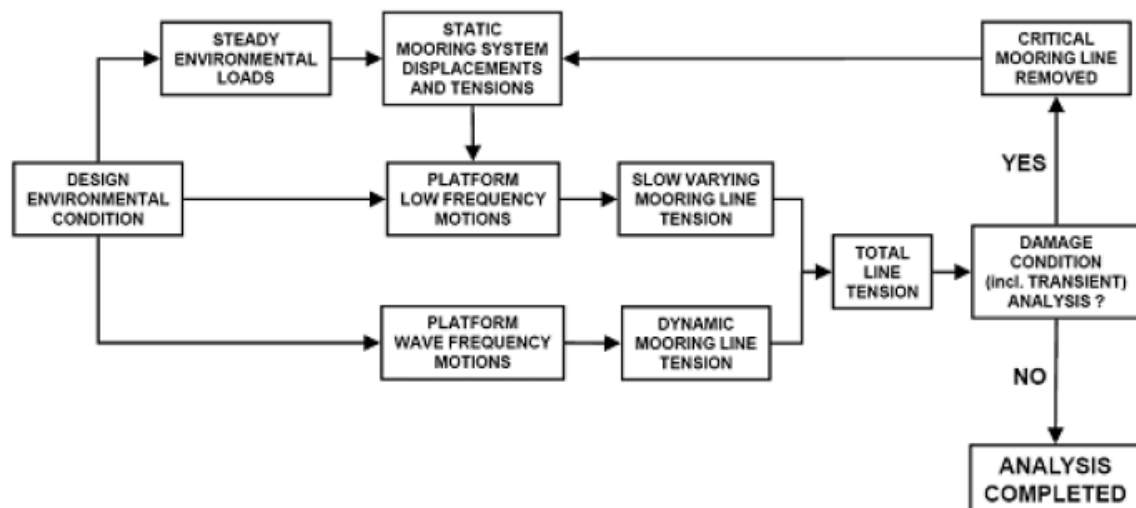 STEADY
ENVIRONMENTAL
LOADS
STATIC
MOORING SYSTEM
DISPLACEMENTS
AND TENSIONS
CRITICAL
MOORING LINE
REMOVED
YES
DESIGN
ENVIRONMENTAL
CONDITION
PLATFORM
LOW FREQUENCY
MOTIONS
SLOW VARYING
MOORING LINE
TENSION
TOTAL
LINE
TENSION
DAMAGE
CONDITION
(incl. TRANSIENT)
ANALYSIS ?
PLATFORM
WAVE FREQUENCY
MOTIONS
DYNAMIC
MOORING LINE
TENSION
NO
ANALYSIS
COMPLETED